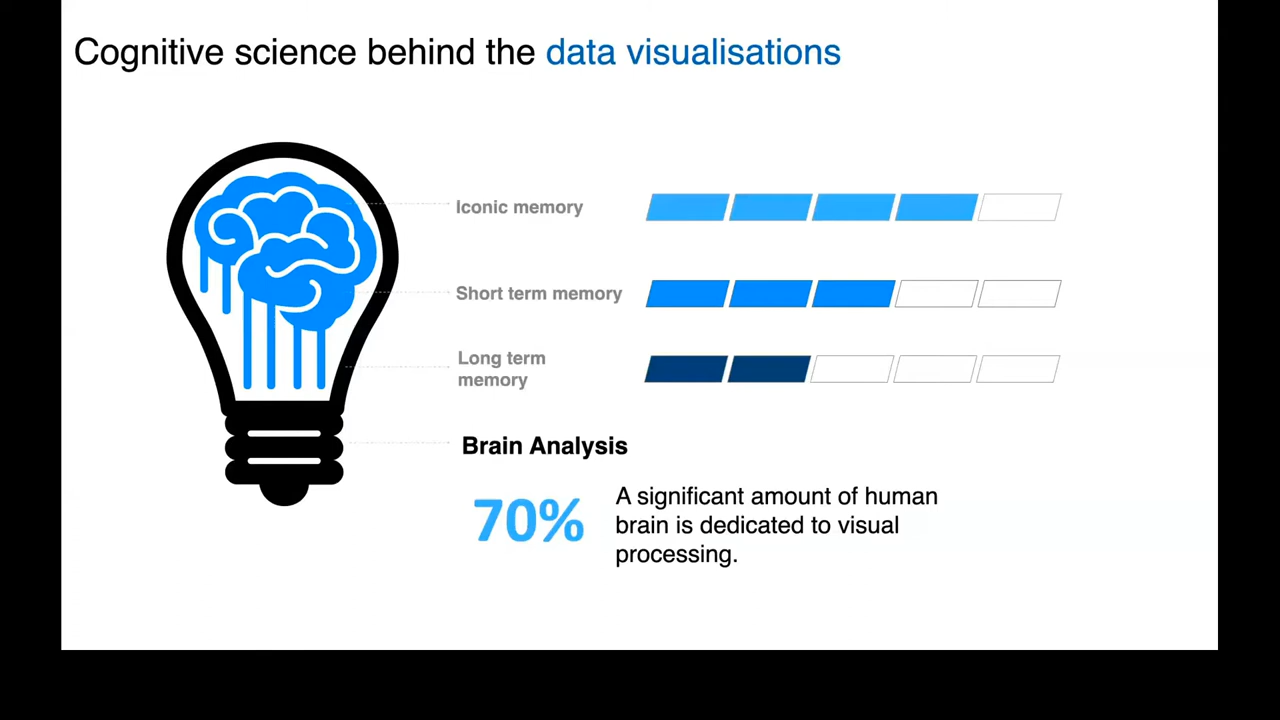 Cognitive science behind the data visualisations
Iconic memory
Short term memory
Long term
memory
Brain Analysis
70%
A significant amount of human
brain is dedicated to visual
processing.